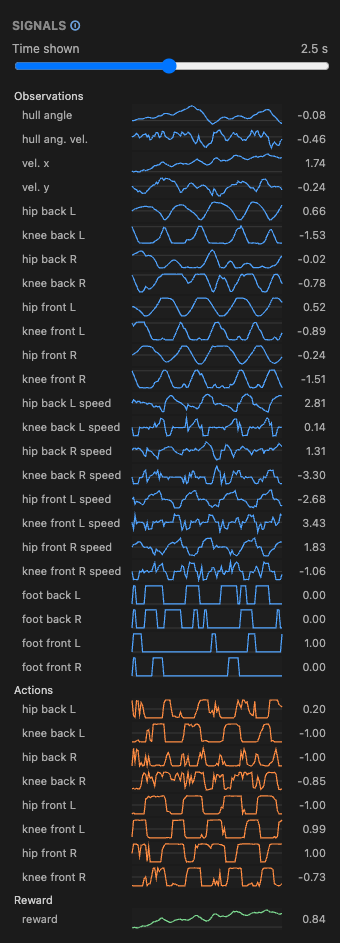 SIGNALS
Time shown 2.5 s
Observations
hull angle -0.08
hull ang. vel. -0.46
vel. x 1.74
vel. y -0.24
hip back L 0.66
knee back L -1.53
hip back R -0.02
knee back R -0.78
hip front L 0.52
knee front L -0.89
hip front R -0.24
knee front R -1.51
hip back L speed 2.81
knee back L speed 0.14
hip back R speed 1.31
knee back R speed -3.30
hip front L speed -2.68
knee front L speed 3.43
hip front R speed 1.83
knee front R speed -1.06
foot back L 0.00
foot back R 0.00
foot front L 1.00
foot front R 0.00
Actions
hip back L 0.20
knee back L -1.00
hip back R -1.00
knee back R -0.85
hip front L -1.00
knee front L 0.99
hip front R 1.00
knee front R -0.73
Reward
reward 0.84